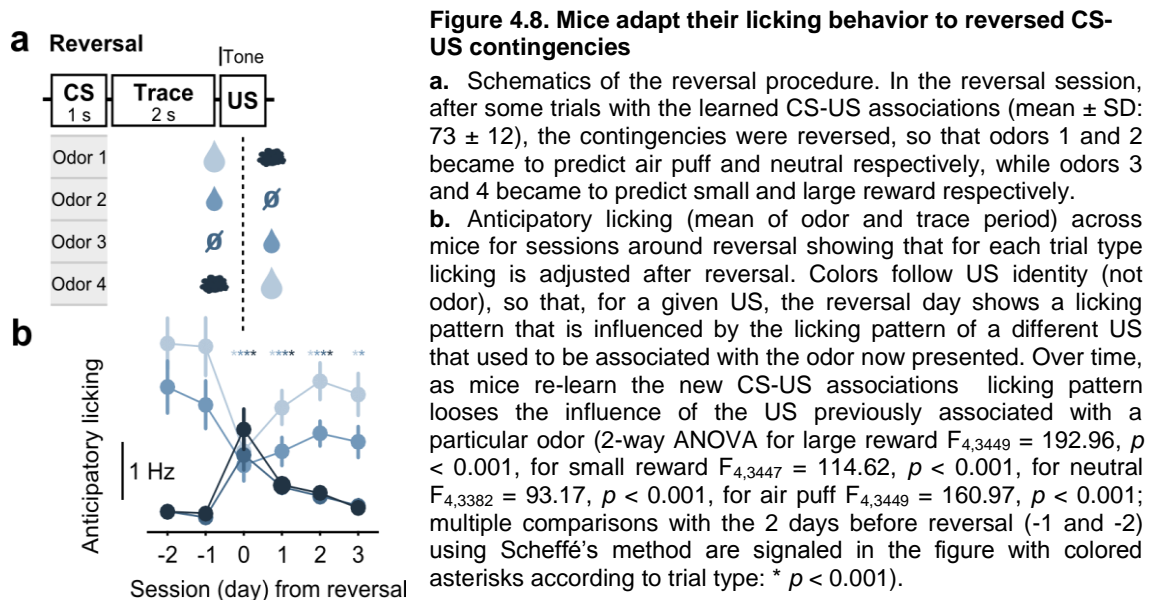 a Reversal
Tone
CS
1 s
Trace
2 s
US
Odor 1
Odor 2
Ø
Odor 3
Ø
Odor 4
b
Anticipatory licking
1 Hz
**** **** **** **
-2 -1 0 1 2 3
Session (day) from reversal
Figure 4.8. Mice adapt their licking behavior to reversed CS-
US contingencies
a. Schematics of the reversal procedure. In the reversal session,
after some trials with the learned CS-US associations (mean ± SD:
73 ± 12), the contingencies were reversed, so that odors 1 and 2
became to predict air puff and neutral respectively, while odors 3
and 4 became to predict small and large reward respectively.
b. Anticipatory licking (mean of odor and trace period) across
mice for sessions around reversal showing that for each trial type
licking is adjusted after reversal. Colors follow US identity (not
odor), so that, for a given US, the reversal day shows a licking
pattern that is influenced by the licking pattern of a different US
that used to be associated with the odor now presented. Over time,
as mice re-learn the new CS-US associations licking pattern
looses the influence of the US previously associated with a
particular odor (2-way ANOVA for large reward F4,3449 = 192.96, p
< 0.001, for small reward F4,3447 = 114.62, p < 0.001, for neutral
F4,3382 = 93.17, p < 0.001, for air puff F4,3449 = 160.97, p < 0.001;
multiple comparisons with the 2 days before reversal (-1 and -2)
using Scheffé's method are signaled in the figure with colored
asterisks according to trial type: * p < 0.001).